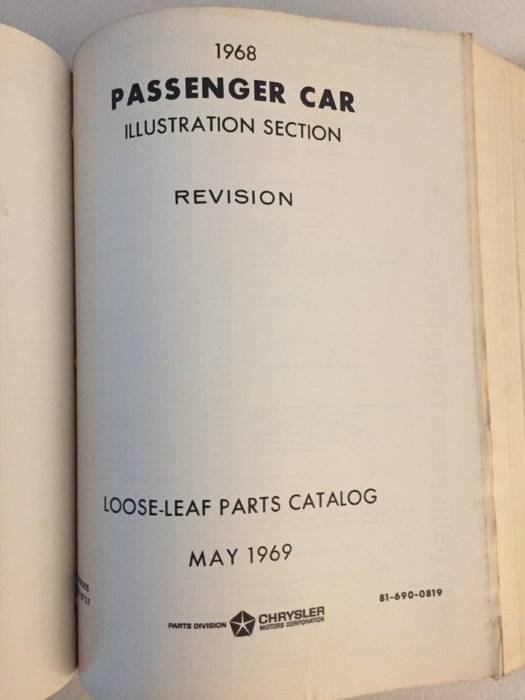 1968
PASSENGER CAR
ILLUSTRATION SECTION
REVISION
LOOSE-LEAF PARTS CATALOG
MAY 1969
81-690-0819
PARTS DIVISION CHRYSLER
MOTORS CORPORATION